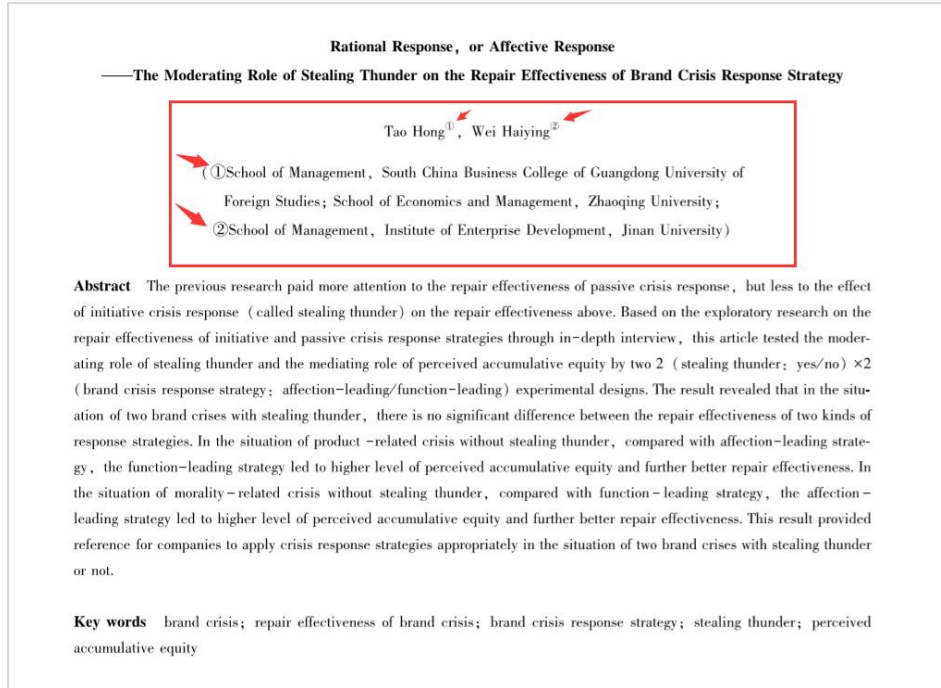 Rational Response, or Affective Response
——The Moderating Role of Stealing Thunder on the Repair Effectiveness of Brand Crisis Response Strategy
Tao Hong①, Wei Haiying②
(①School of Management, South China Business College of Guangdong University of
Foreign Studies; School of Economics and Management, Zhaoqing University;
②School of Management, Institute of Enterprise Development, Jinan University)
Abstract The previous research paid more attention to the repair effectiveness of passive crisis response, but less to the effect
of initiative crisis response (called stealing thunder) on the repair effectiveness above. Based on the exploratory research on the
repair effectiveness of initiative and passive crisis response strategies through in-depth interview, this article tested the moder-
ating role of stealing thunder and the mediating role of perceived accumulative equity by two 2 (stealing thunder: yes/no) ×2
(brand crisis response strategy: affection-leading/function-leading) experimental designs. The result revealed that in the situ-
ation of two brand crises with stealing thunder, there is no significant difference between the repair effectiveness of two kinds of
response strategies. In the situation of product -related crisis without stealing thunder, compared with affection-leading strate-
gy, the function-leading strategy led to higher level of perceived accumulative equity and further better repair effectiveness. In
the situation of morality-related crisis without stealing thunder, compared with function-leading strategy, the affection-
leading strategy led to higher level of perceived accumulative equity and further better repair effectiveness. This result provided
reference for companies to apply crisis response strategies appropriately in the situation of two brand crises with stealing thunder
or not.
Key words brand crisis; repair effectiveness of brand crisis; brand crisis response strategy; stealing thunder; perceived
accumulative equity